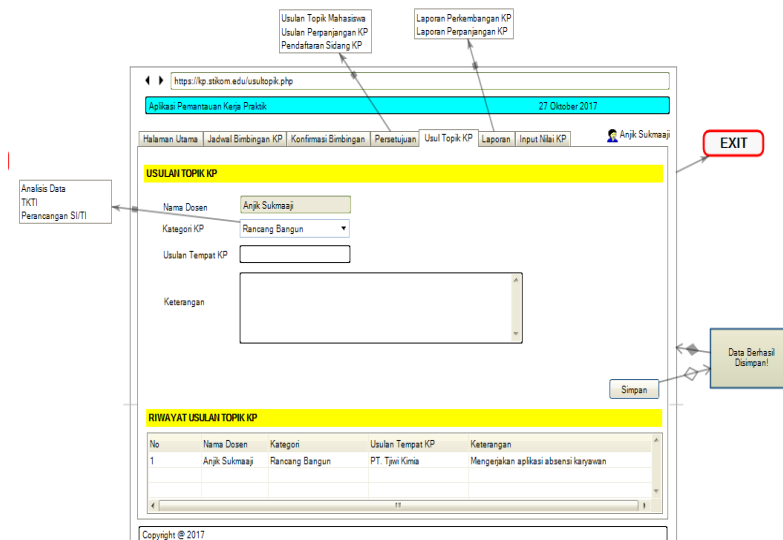 Usulan Topik Mahasiswa
Usulan Perpanjangan KP
Pendaftaran Sidang KP
Laporan Perkembangan KP
Laporan Perpanjangan KP
https://kp.stikom.edu/usultopik.php
Aplikasi Pemantauan Kerja Praktik 27 Oktober 2017
Halaman Utama Jadwal Bimbingan KP Konfirmasi Bimbingan Persetujuan Usul Topik KP Laporan Input Nilai KP Anjik Sukmaaji
EXIT
USULAN TOPIK KP
Analisis Data
TKTI
Perancangan SI/TI
Nama Dosen Anjik Sukmaaji
Kategori KP Rancang Bangun
Usulan Tempat KP
Keterangan
Data Berhasil
Disimpan!
Simpan
RIWAYAT USULAN TOPIK KP
No Nama Dosen Kategori Usulan Tempat KP Keterangan
1 Anjik Sukmaaji Rancang Bangun PT. Tjiwi Kimia Mengerjakan aplikasi absensi karyawan
Copyright @ 2017